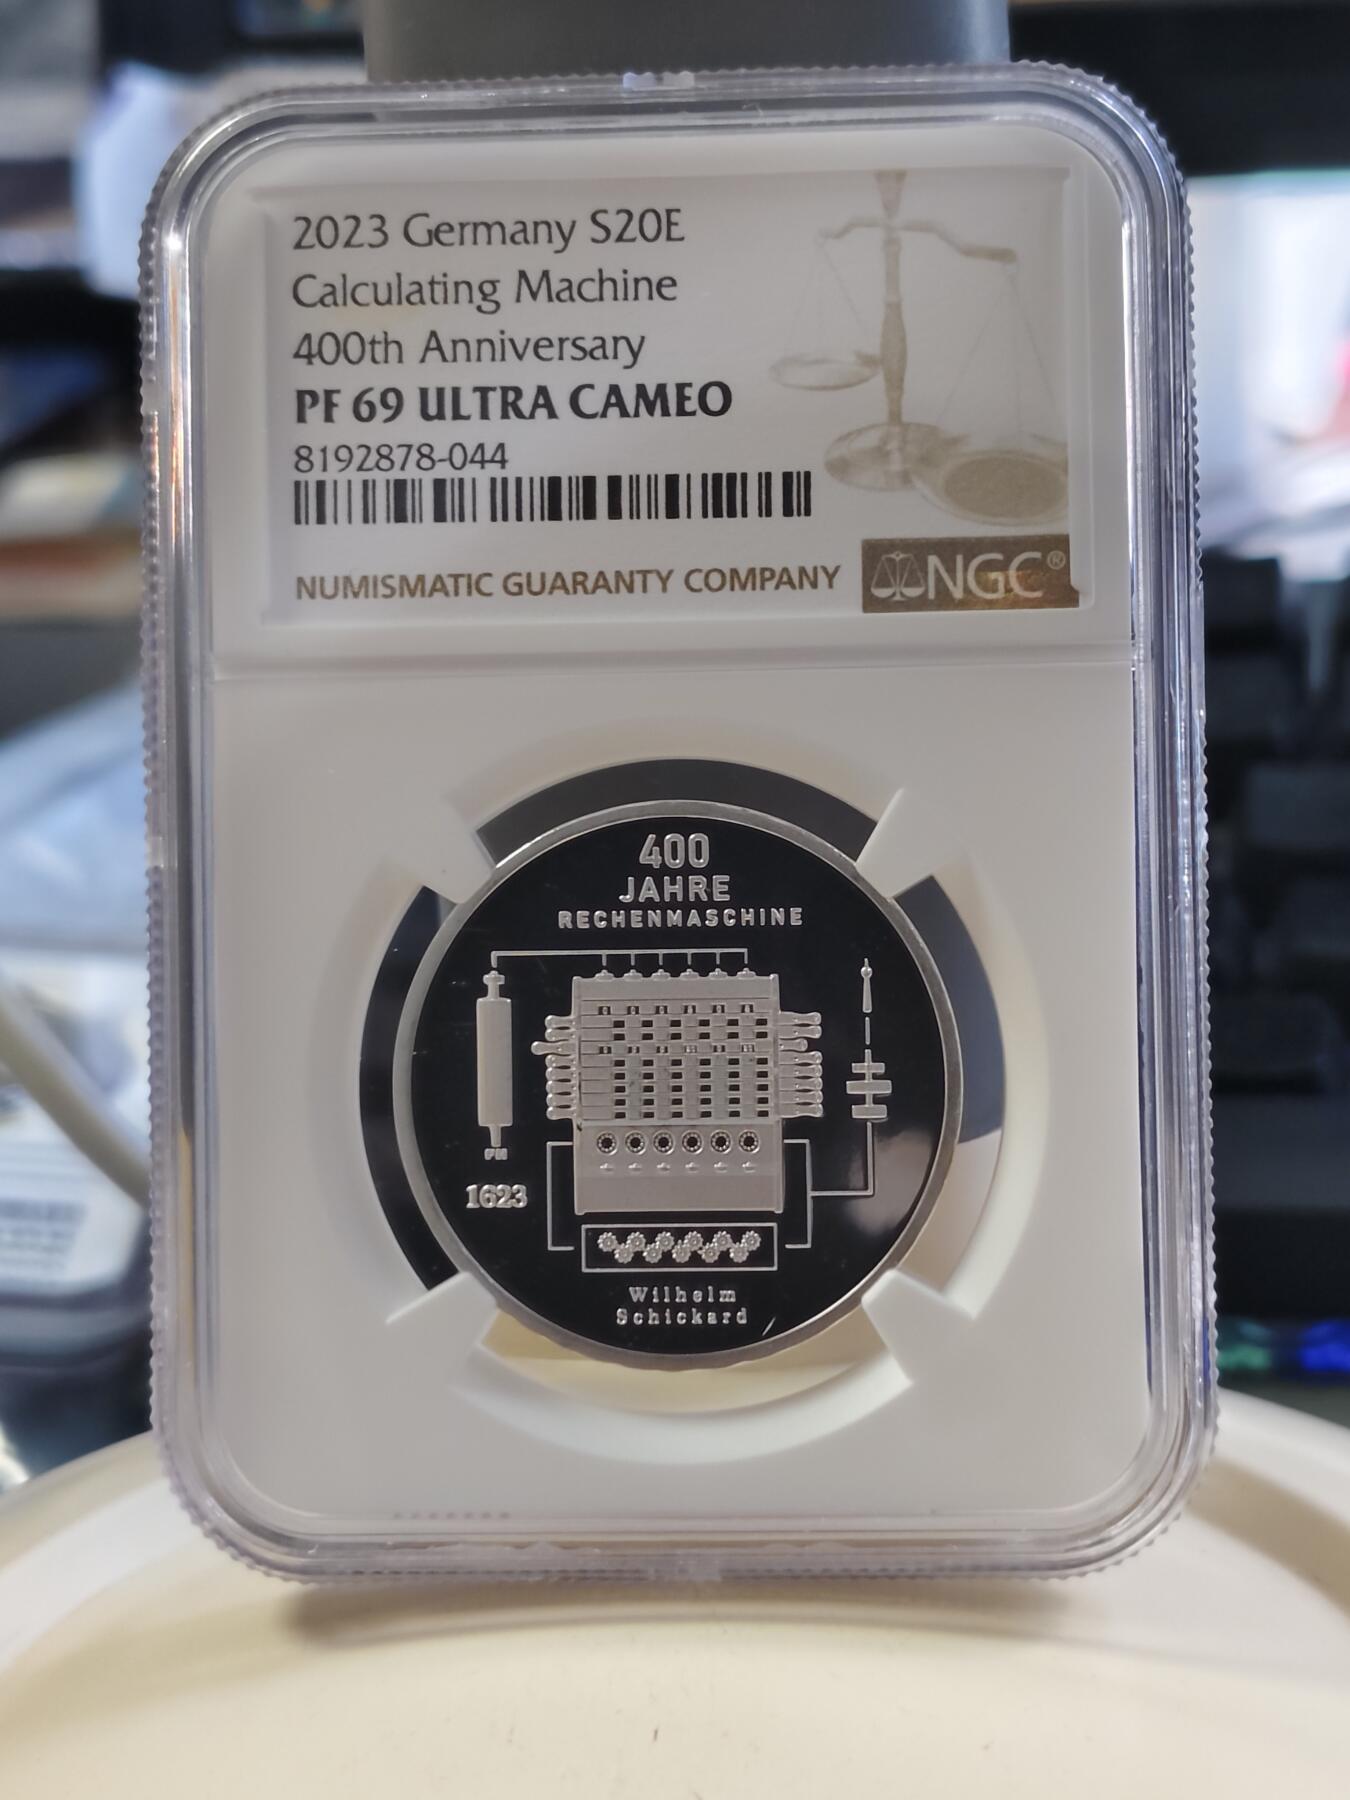 2023 Germany S20E
Calculating Machine
400th Anniversary
PF 69 ULTRA CAMEO
8192878-044
NUMISMATIC GUARANTY COMPANY
NGC®
400
JAHRE
RECHENMASCHINE
1623
Wilhelm
Schickard